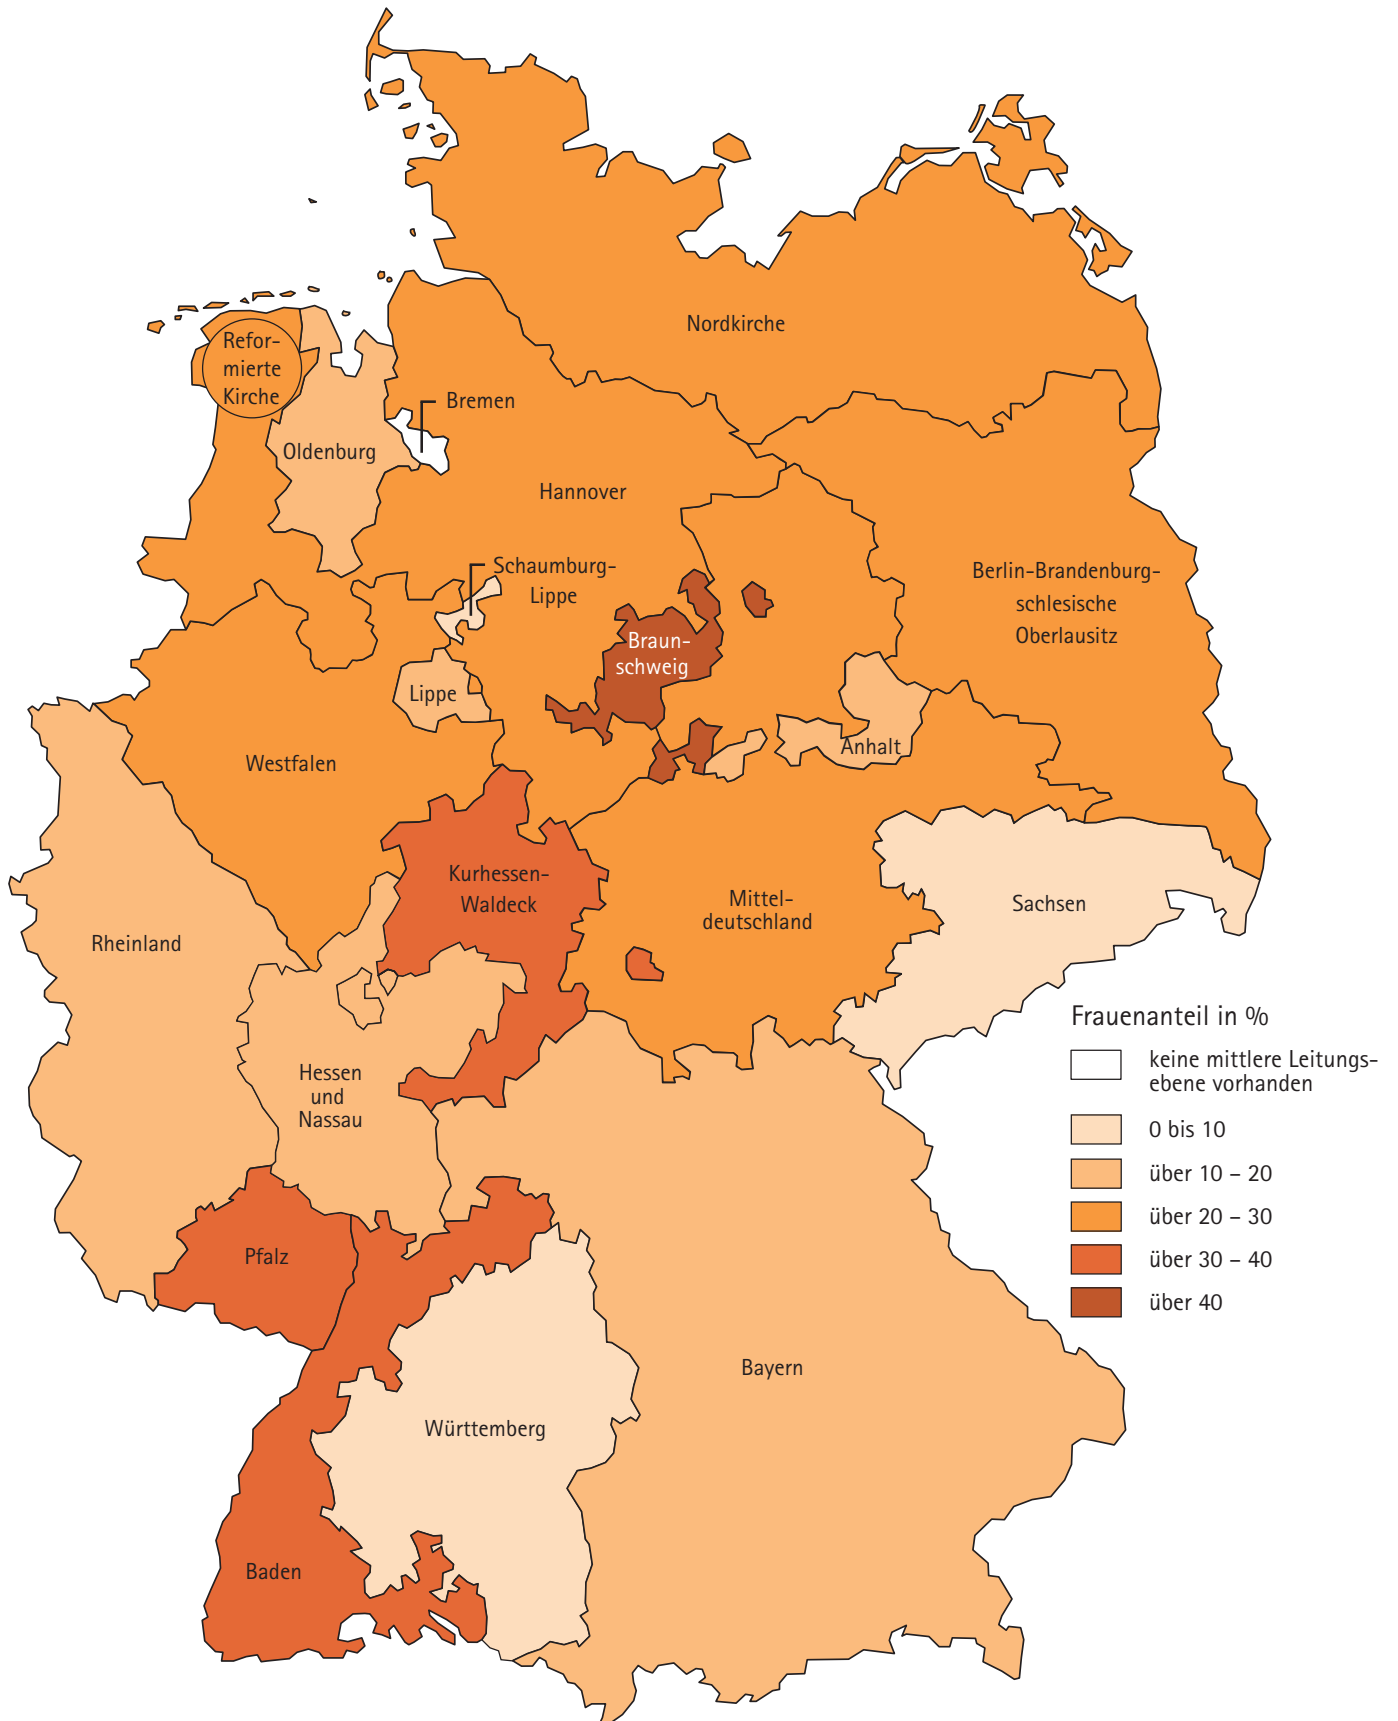 Nordkirche
Refor-
mierte
Kirche
Bremen
Oldenburg
Hannover
Schaumburg-
Lippe
Berlin-Brandenburg-
schlesische
Oberlausitz
Braun-
schweig
Lippe
Anhalt
Westfalen
Kurhessen-
Waldeck
Mittel-
deutschland
Sachsen
Rheinland
Hessen
und
Nassau
Pfalz
Bayern
Württemberg
Baden
Frauenanteil in %
keine mittlere Leitungs-
ebene vorhanden
0 bis 10
über 10 – 20
über 20 – 30
über 30 – 40
über 40